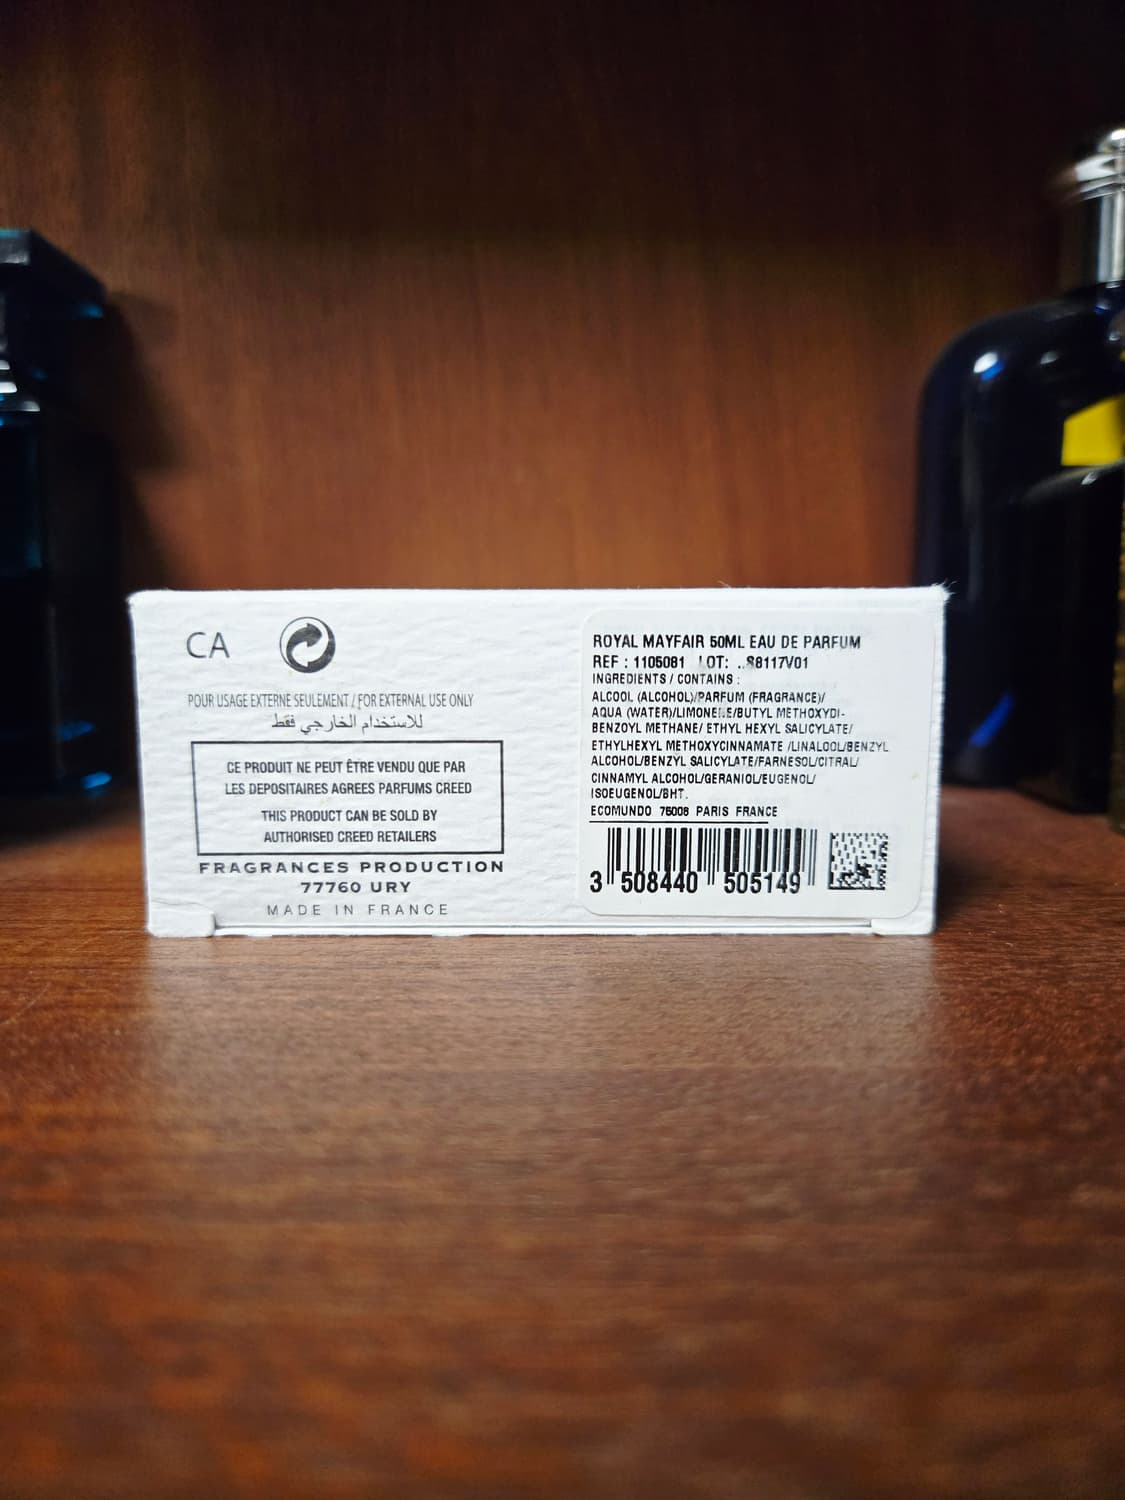 CA
POUR USAGE EXTERNE SEULEMENT / FOR EXTERNAL USE ONLY
للاستخدام الخارجي فقط
CE PRODUIT NE PEUT ÊTRE VENDU QUE PAR
LES DEPOSITAIRES AGREES PARFUMS CREED
THIS PRODUCT CAN BE SOLD BY
AUTHORISED CREED RETAILERS
FRAGRANCES PRODUCTION
77760 URY
MADE IN FRANCE
ROYAL MAYFAIR 50ML EAU DE PARFUM
REF : 1105081 LOT: ..S8117V01
INGREDIENTS / CONTAINS :
ALCOOL (ALCOHOL)/PARFUM (FRAGRANCE)/
AQUA (WATER)/LIMONENE/BUTYL METHOXYDI-
BENZOYL METHANE/ ETHYL HEXYL SALICYLATE/
ETHYLHEXYL METHOXYCINNAMATE /LINALOOL/BENZYL
ALCOHOL/BENZYL SALICYLATE/FARNESOL/CITRAL/
CINNAMYL ALCOHOL/GERANIOL/EUGENOL/
ISOEUGENOL/BHT.
ECOMUNDO 75008 PARIS FRANCE
3 508440 505149